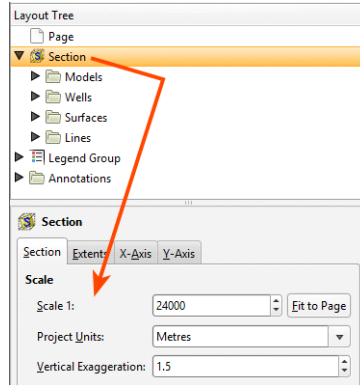 Layout Tree
Page
Section
Models
Wells
Surfaces
Lines
Legend Group
Annotations
Section
Section Extents X-Axis Y-Axis
Scale
Scale 1: 24000 Fit to Page
Project Units: Metres
Vertical Exaggeration: 1.5